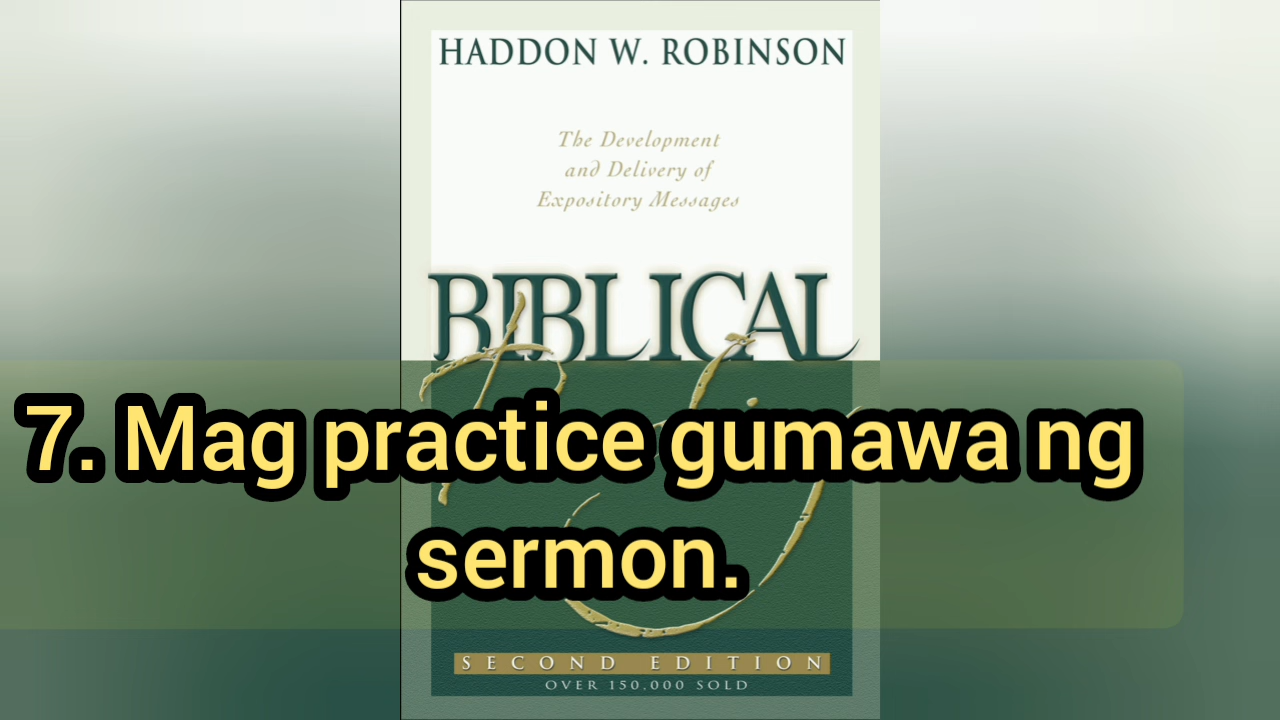 HADDON W. ROBINSON
The Development
and Delivery of
Expository Messages
BIBLICAL
7. Mag practice gumawa ng
sermon.
SECOND EDITION
OVER 150,000 SOLD